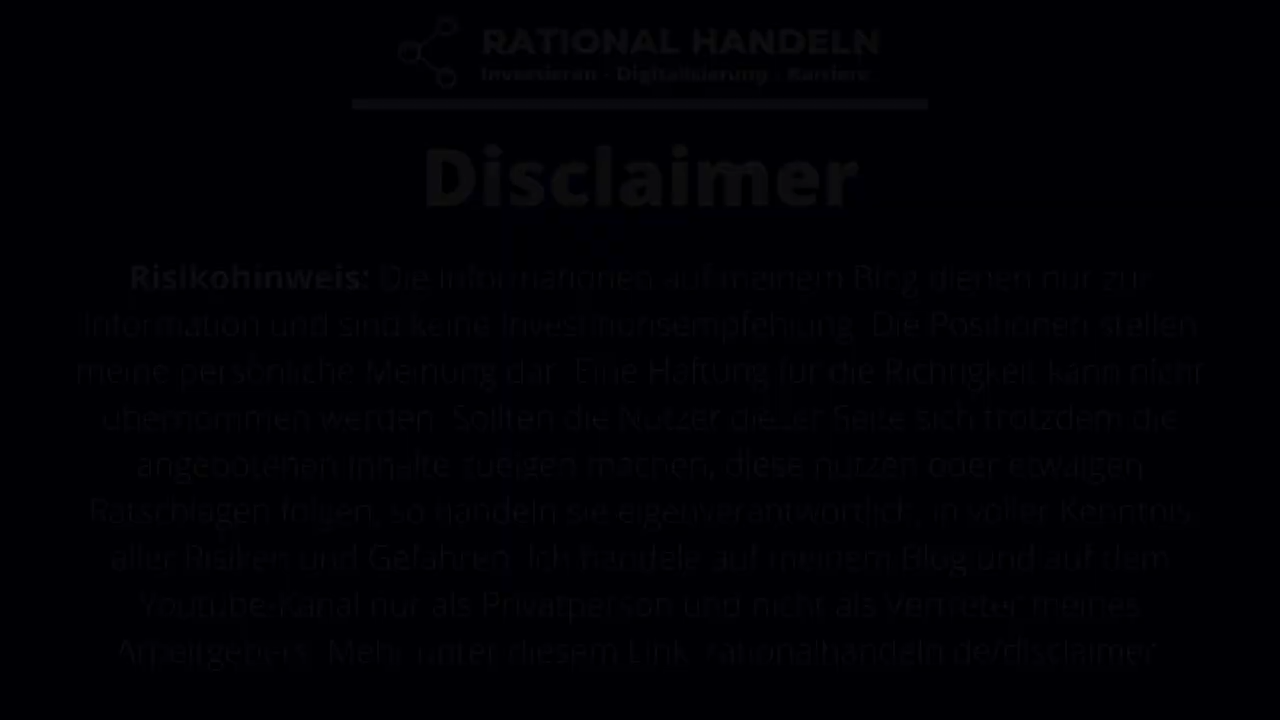 RATIONAL HANDELN
Investieren · Digitalisierung · Karriere
Disclaimer
Risikohinweis: Die Informationen auf meinem Blog dienen nur zur
Information und sind keine Investitionsempfehlung. Die Positionen stellen
meine persönliche Meinung dar. Eine Haftung für die Richtigkeit kann nicht
übernommen werden. Sollten die Nutzer dieser Seite sich trotzdem die
angebotenen Inhalte zueigen machen, diese nutzen oder etwaigen
Ratschlägen folgen, so handeln sie eigenverantwortlich, in voller Kenntnis
aller Risiken und Gefahren. Ich handele auf meinem Blog und auf dem
Youtube-Kanal nur als Privatperson und nicht als Vertreter meines
Arbeitgebers. Mehr unter diesem Link: rationalhandeln.de/disclaimer